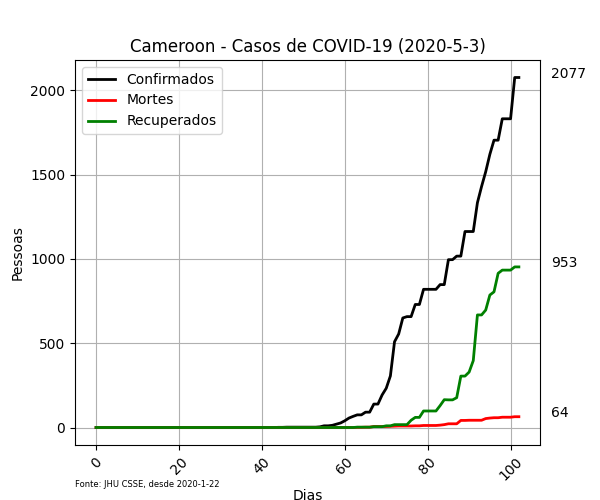 Cameroon - Casos de COVID-19 (2020-5-3)
Confirmados
Mortes
Recuperados
2077
953
64
2000
1500
1000
500
0
Pessoas
0 20 40 60 80 100
Fonte: JHU CSSE, desde 2020-1-22
Dias